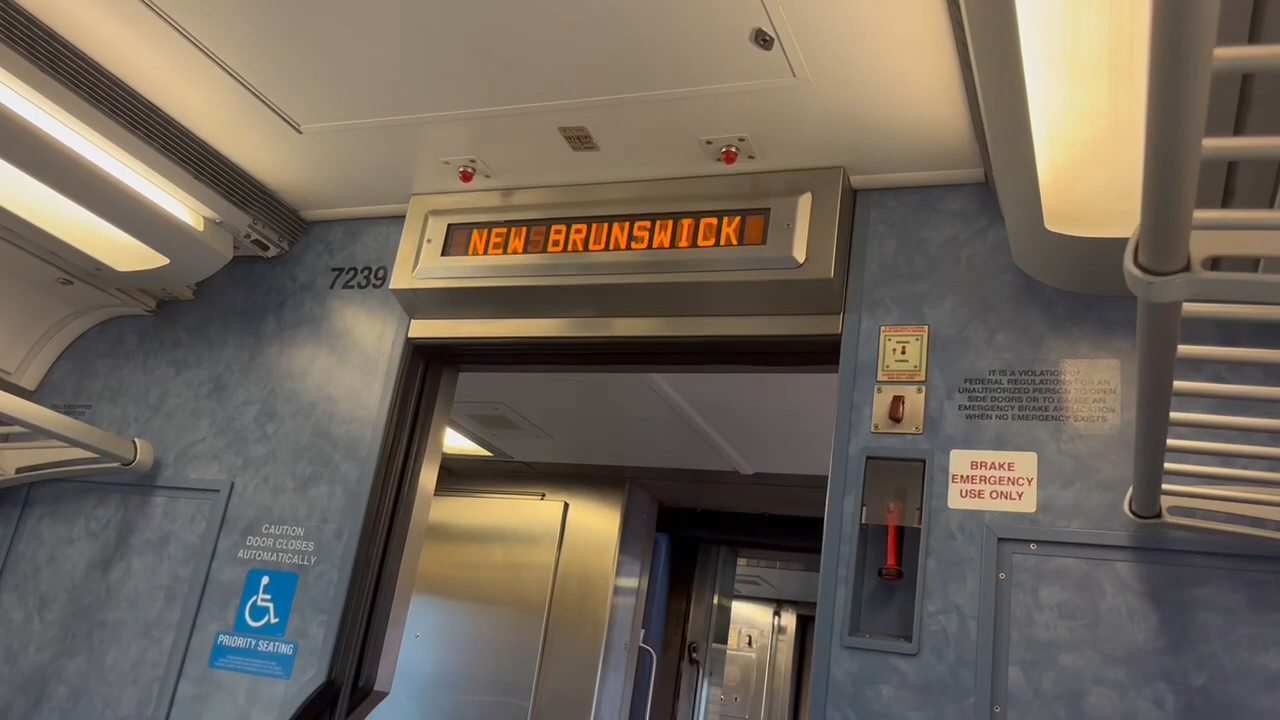 NEW BRUNSWICK
7239
IT IS A VIOLATION OF
FEDERAL REGULATIONS FOR AN
UNAUTHORIZED PERSON TO OPEN
SIDE DOORS OR TO CAUSE AN
EMERGENCY BRAKE APPLICATION
WHEN NO EMERGENCY EXISTS
BRAKE
EMERGENCY
USE ONLY
CAUTION
DOOR CLOSES
AUTOMATICALLY
PRIORITY SEATING